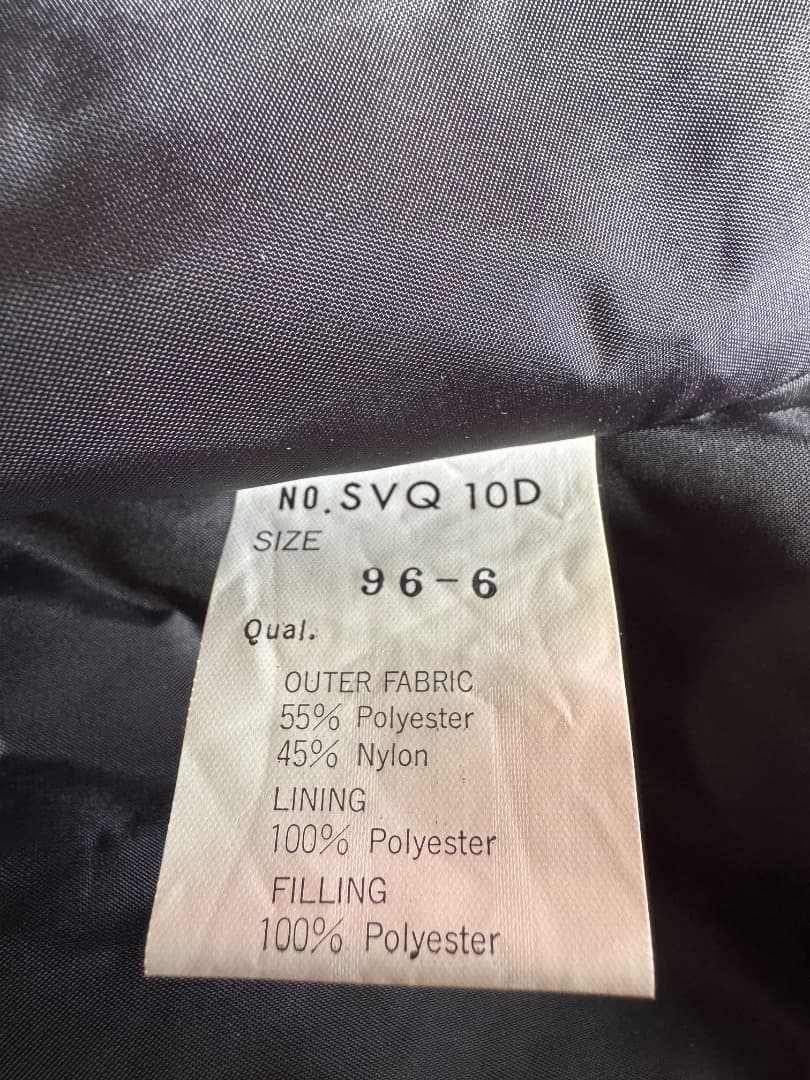 NO.SVQ 10D
SIZE
96-6
Qual.
OUTER FABRIC
55% Polyester
45% Nylon
LINING
100% Polyester
FILLING
100% Polyester